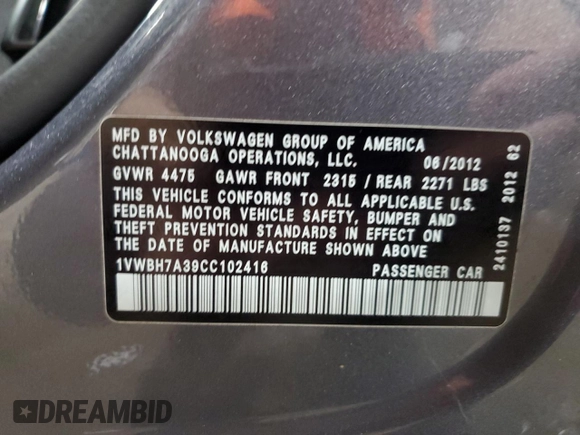 MFD BY VOLKSWAGEN GROUP OF AMERICA
CHATTANOOGA OPERATIONS, LLC. 06/2012
GVWR 4475 GAWR FRONT 2315 / REAR 2271 LBS
THIS VEHICLE CONFORMS TO ALL APPLICABLE U.S.
FEDERAL MOTOR VEHICLE SAFETY, BUMPER AND
THEFT PREVENTION STANDARDS IN EFFECT ON
THE DATE OF MANUFACTURE SHOWN ABOVE
1VWBH7A39CC102416 PASSENGER CAR
2410137 2012 62
DREAMBID